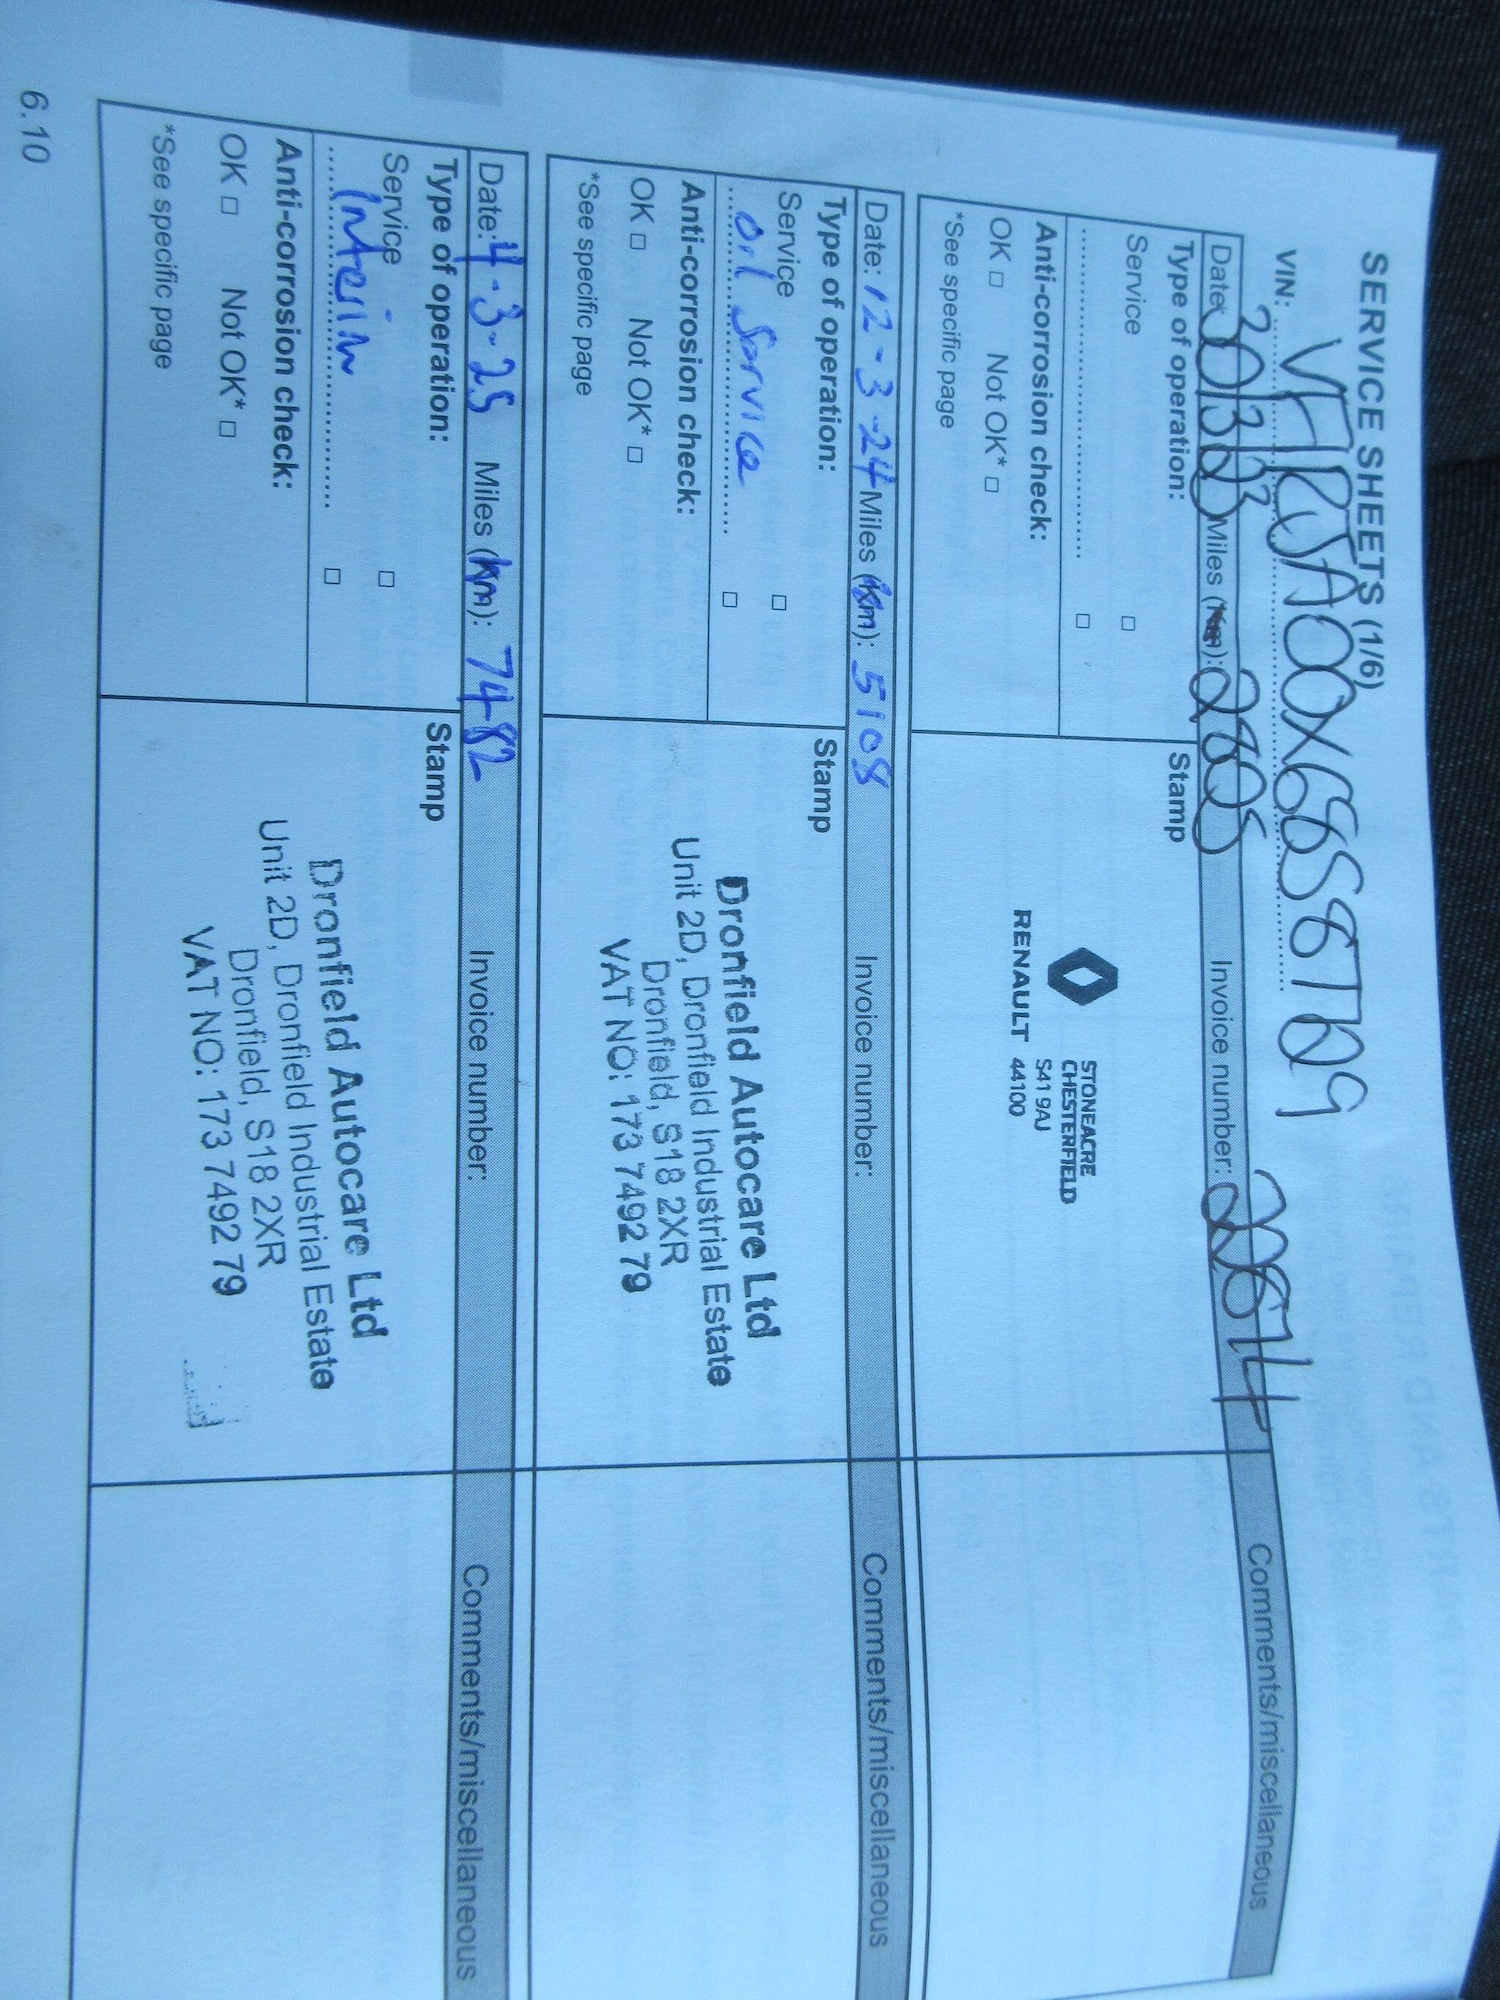 SERVICE SHEETS (1/6)
VIN: VF1RJA00X68587129
Date: 30/3/23 Miles (km): 2805 Invoice number: Comments/miscellaneous
Type of operation: Stamp
Service □
□
Anti-corrosion check:
OK □ Not OK* □
*See specific page
RENAULT
STONEACRE
CHESTERFIELD
S41 9AJ
44100
Date: 12-3-24 Miles (km): 5108 Invoice number: Comments/miscellaneous
Type of operation: Stamp
Service □
Oil Service □
Anti-corrosion check:
OK □ Not OK* □
*See specific page
Dronfield Autocare Ltd
Unit 2D, Dronfield Industrial Estate
Dronfield, S18 2XR
VAT NO: 173 7492 79
Date: 4-3-25 Miles (km): 7482 Invoice number: Comments/miscellaneous
Type of operation: Stamp
Service □
Interim □
Anti-corrosion check:
OK □ Not OK* □
*See specific page
Dronfield Autocare Ltd
Unit 2D, Dronfield Industrial Estate
Dronfield, S18 2XR
VAT NO: 173 7492 79
6.10